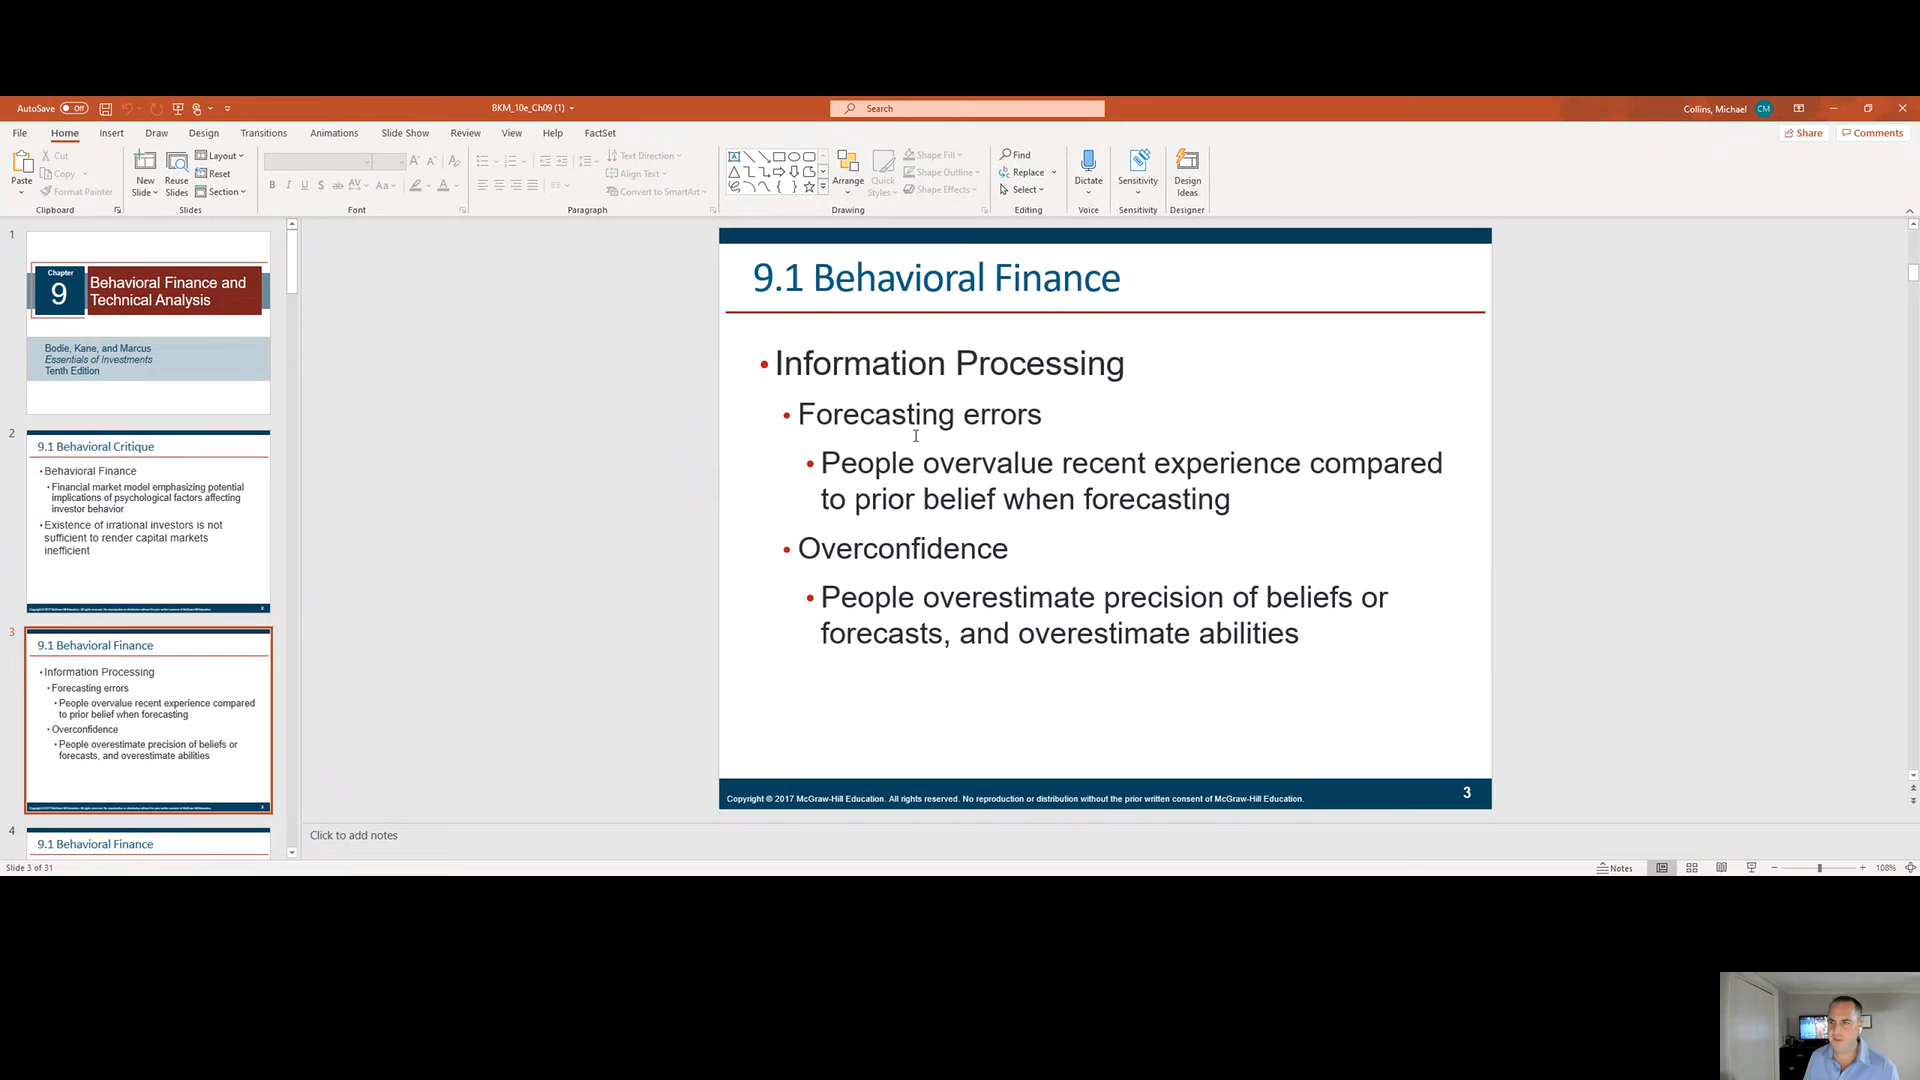 AutoSave Off
BKM_10e_Ch09 (1)
Search
Collins, Michael CM
File Home Insert Draw Design Transitions Animations Slide Show Review View Help FactSet
Share Comments
Paste
Cut
Copy
Format Painter
Clipboard
New Slide
Reuse Slides
Layout
Reset
Section
Slides
B I U S ab AV Aa A
Font
Text Direction
Align Text
Convert to SmartArt
Paragraph
Arrange
Quick Styles
Shape Fill
Shape Outline
Shape Effects
Drawing
Find
Replace
Select
Editing
Dictate
Voice
Sensitivity
Sensitivity
Design Ideas
Designer
1
Chapter
9
Behavioral Finance and
Technical Analysis
Bodie, Kane, and Marcus
Essentials of Investments
Tenth Edition
2
9.1 Behavioral Critique
•Behavioral Finance
•Financial market model emphasizing potential
implications of psychological factors affecting
investor behavior
•Existence of irrational investors is not
sufficient to render capital markets
inefficient
2
3
9.1 Behavioral Finance
•Information Processing
•Forecasting errors
•People overvalue recent experience compared
to prior belief when forecasting
•Overconfidence
•People overestimate precision of beliefs or
forecasts, and overestimate abilities
3
4
9.1 Behavioral Finance
9.1 Behavioral Finance
•Information Processing
•Forecasting errors
•People overvalue recent experience compared
to prior belief when forecasting
•Overconfidence
•People overestimate precision of beliefs or
forecasts, and overestimate abilities
Copyright © 2017 McGraw-Hill Education. All rights reserved. No reproduction or distribution without the prior written consent of McGraw-Hill Education.
3
Click to add notes
Slide 3 of 31
Notes
108%